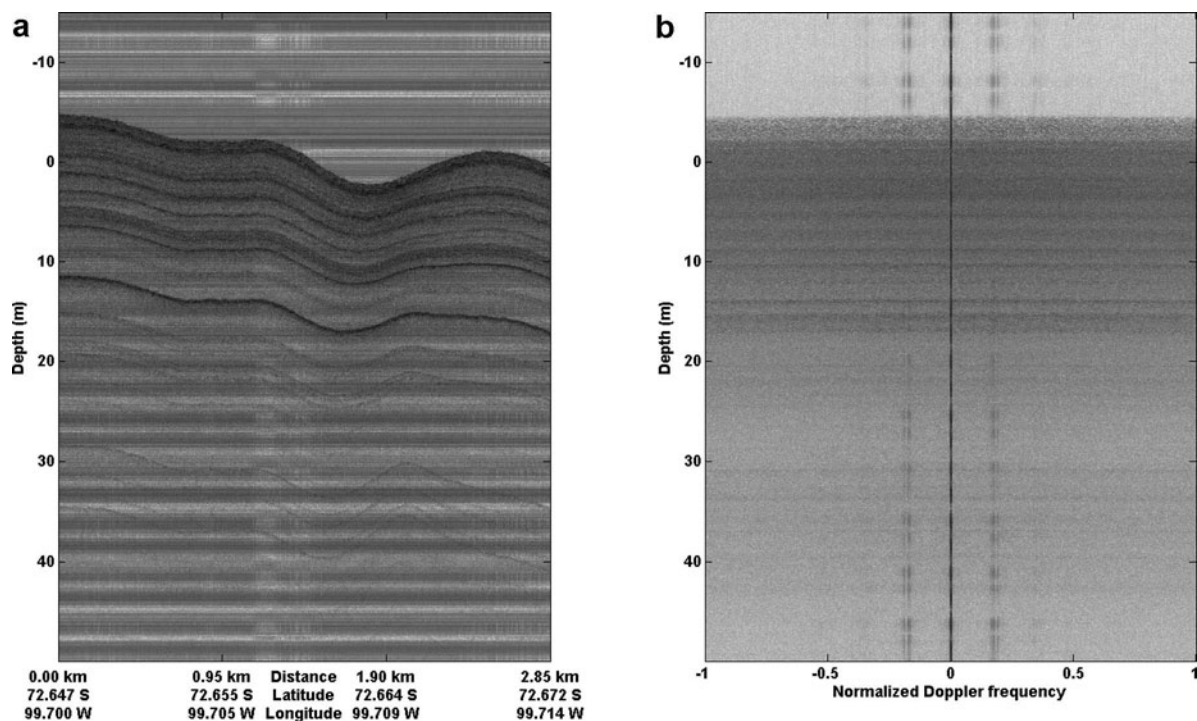 a
-10
0
10
20
30
40
Depth (m)
0.00 km 0.95 km Distance 1.90 km 2.85 km
72.647 S 72.655 S Latitude 72.664 S 72.672 S
99.700 W 99.705 W Longitude 99.709 W 99.714 W
b
-10
0
10
20
30
40
Depth (m)
-1 -0.5 0 0.5 1
Normalized Doppler frequency